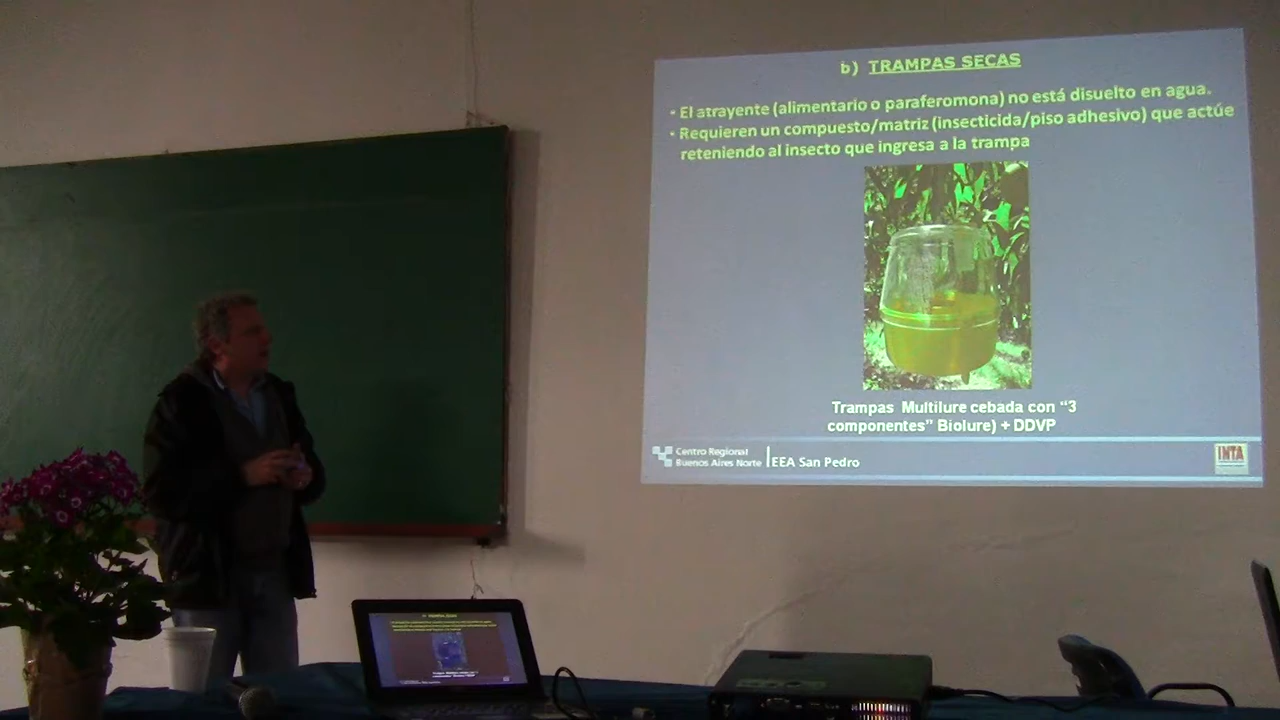 b) TRAMPAS SECAS
• El atrayente (alimentario o paraferomona) no está disuelto en agua.
• Requieren un compuesto/matriz (insecticida/piso adhesivo) que actúe
reteniendo al insecto que ingresa a la trampa
Trampas Multilure cebada con “3
componentes” Biolure) + DDVP
Centro Regional
Buenos Aires Norte
EEA San Pedro
INTA
TRAMPAS SECAS